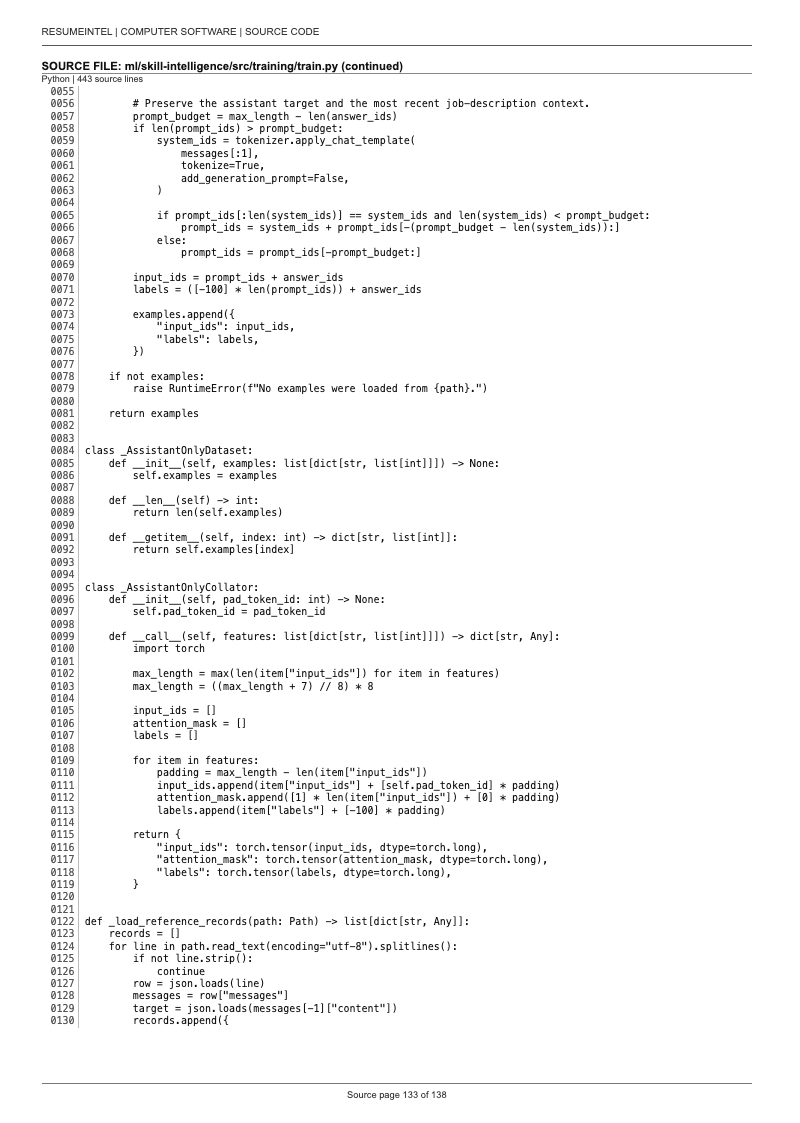 RESUMEINTEL | COMPUTER SOFTWARE | SOURCE CODE
SOURCE FILE: ml/skill-intelligence/src/training/train.py (continued)
Python | 443 source lines
0055
0056         # Preserve the assistant target and the most recent job-description context.
0057         prompt_budget = max_length - len(answer_ids)
0058         if len(prompt_ids) > prompt_budget:
0059             system_ids = tokenizer.apply_chat_template(
0060                 messages[:1],
0061                 tokenize=True,
0062                 add_generation_prompt=False,
0063             )
0064
0065             if prompt_ids[:len(system_ids)] == system_ids and len(system_ids) < prompt_budget:
0066                 prompt_ids = system_ids + prompt_ids[-(prompt_budget - len(system_ids)):]
0067             else:
0068                 prompt_ids = prompt_ids[-prompt_budget:]
0069
0070         input_ids = prompt_ids + answer_ids
0071         labels = ([-100] * len(prompt_ids)) + answer_ids
0072
0073         examples.append({
0074             "input_ids": input_ids,
0075             "labels": labels,
0076         })
0077
0078     if not examples:
0079         raise RuntimeError(f"No examples were loaded from {path}.")
0080
0081     return examples
0082
0083
0084 class _AssistantOnlyDataset:
0085     def __init__(self, examples: list[dict[str, list[int]]]) -> None:
0086         self.examples = examples
0087
0088     def __len__(self) -> int:
0089         return len(self.examples)
0090
0091     def __getitem__(self, index: int) -> dict[str, list[int]]:
0092         return self.examples[index]
0093
0094
0095 class _AssistantOnlyCollator:
0096     def __init__(self, pad_token_id: int) -> None:
0097         self.pad_token_id = pad_token_id
0098
0099     def __call__(self, features: list[dict[str, list[int]]]) -> dict[str, Any]:
0100         import torch
0101
0102         max_length = max(len(item["input_ids"]) for item in features)
0103         max_length = ((max_length + 7) // 8) * 8
0104
0105         input_ids = []
0106         attention_mask = []
0107         labels = []
0108
0109         for item in features:
0110             padding = max_length - len(item["input_ids"])
0111             input_ids.append(item["input_ids"] + [self.pad_token_id] * padding)
0112             attention_mask.append([1] * len(item["input_ids"]) + [0] * padding)
0113             labels.append(item["labels"] + [-100] * padding)
0114
0115         return {
0116             "input_ids": torch.tensor(input_ids, dtype=torch.long),
0117             "attention_mask": torch.tensor(attention_mask, dtype=torch.long),
0118             "labels": torch.tensor(labels, dtype=torch.long),
0119         }
0120
0121
0122 def _load_reference_records(path: Path) -> list[dict[str, Any]]:
0123     records = []
0124     for line in path.read_text(encoding="utf-8").splitlines():
0125         if not line.strip():
0126             continue
0127         row = json.loads(line)
0128         messages = row["messages"]
0129         target = json.loads(messages[-1]["content"])
0130         records.append({
Source page 133 of 138